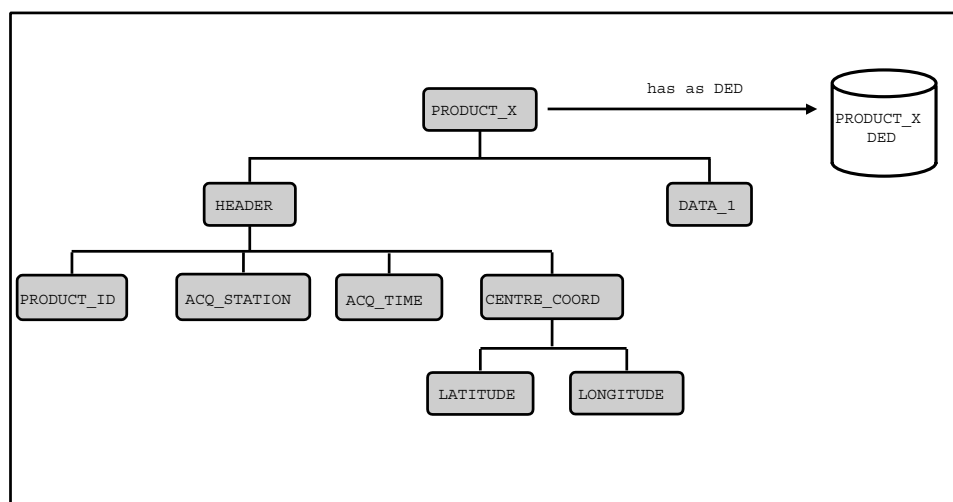 has as DED
PRODUCT_X
PRODUCT_X
DED
HEADER
DATA_1
PRODUCT_ID
ACQ_STATION
ACQ_TIME
CENTRE_COORD
LATITUDE
LONGITUDE